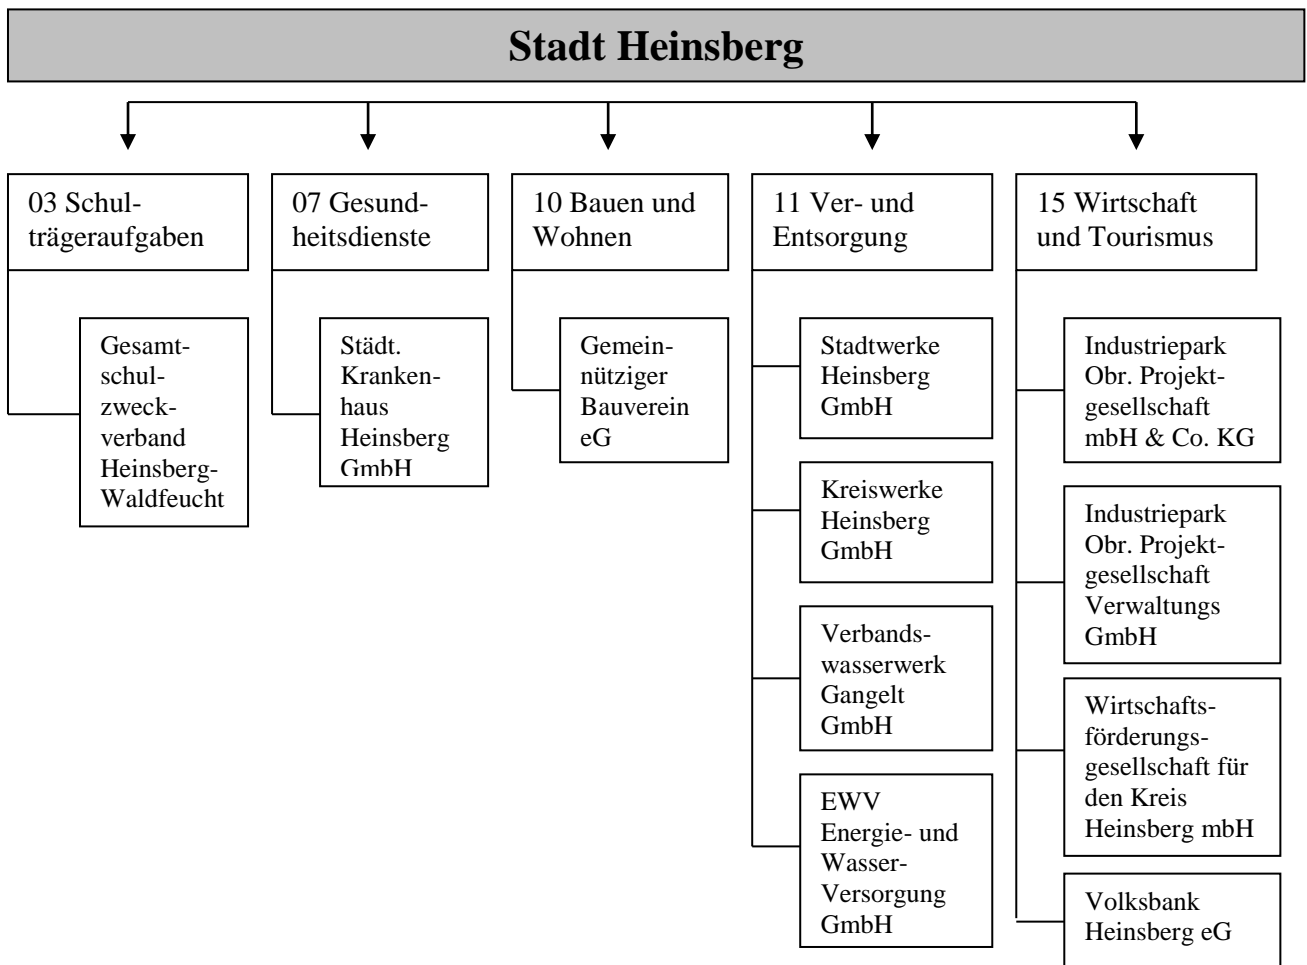 Stadt Heinsberg
03 Schul-
trägeraufgaben
Gesamt-
schul-
zweck-
verband
Heinsberg-
Waldfeucht
07 Gesund-
heitsdienste
Städt.
Kranken-
haus
Heinsberg
GmbH
10 Bauen und
Wohnen
Gemein-
nütziger
Bauverein
eG
11 Ver- und
Entsorgung
Stadtwerke
Heinsberg
GmbH
Kreiswerke
Heinsberg
GmbH
Verbands-
wasserwerk
Gangelt
GmbH
EWV
Energie- und
Wasser-
Versorgung
GmbH
15 Wirtschaft
und Tourismus
Industriepark
Obr. Projekt-
gesellschaft
mbH & Co. KG
Industriepark
Obr. Projekt-
gesellschaft
Verwaltungs
GmbH
Wirtschafts-
förderungs-
gesellschaft für
den Kreis
Heinsberg mbH
Volksbank
Heinsberg eG